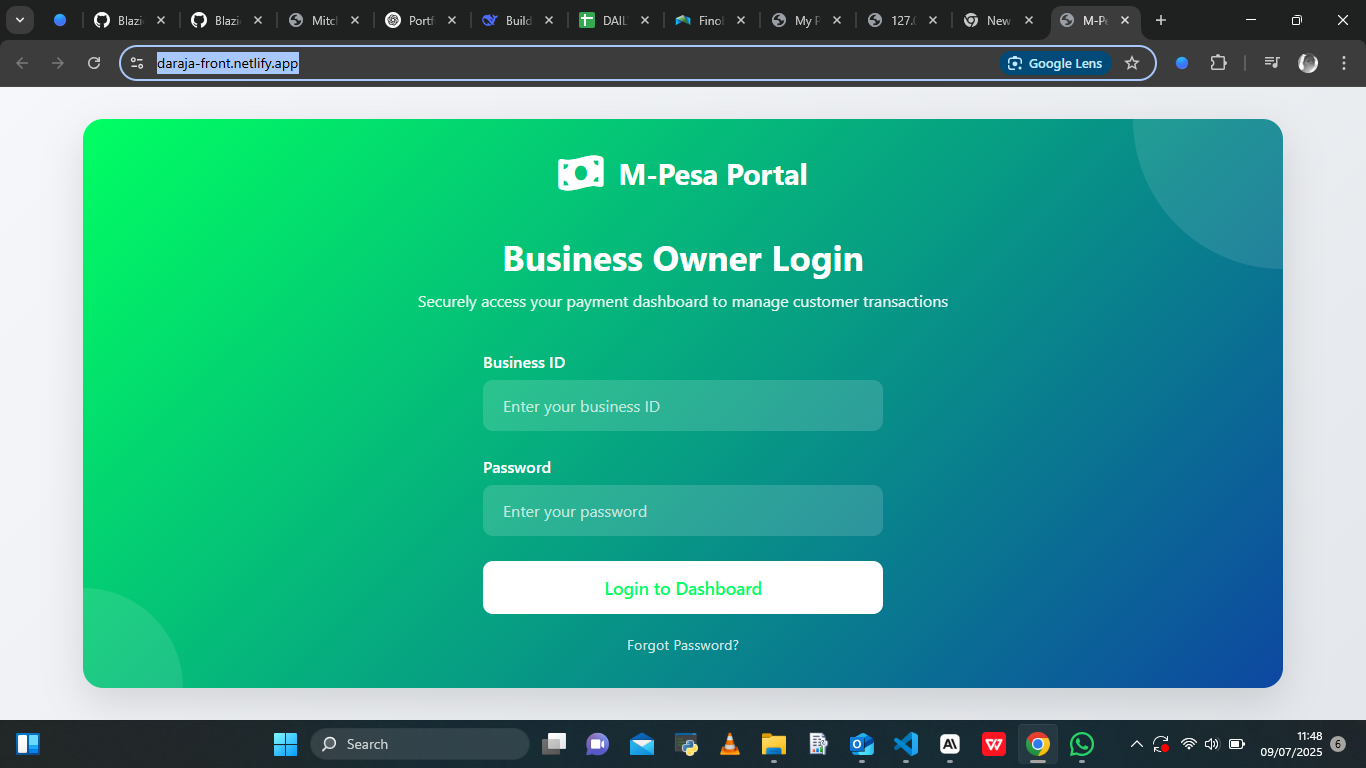 Blazi
Blazi
Mitcl
Portf
Build
DAIL
Finol
My P
127.0
New
M-Pe
daraja-front.netlify.app
Google Lens
M-Pesa Portal
Business Owner Login
Securely access your payment dashboard to manage customer transactions
Business ID
Enter your business ID
Password
Enter your password
Login to Dashboard
Forgot Password?
Search
11:48
09/07/2025
6